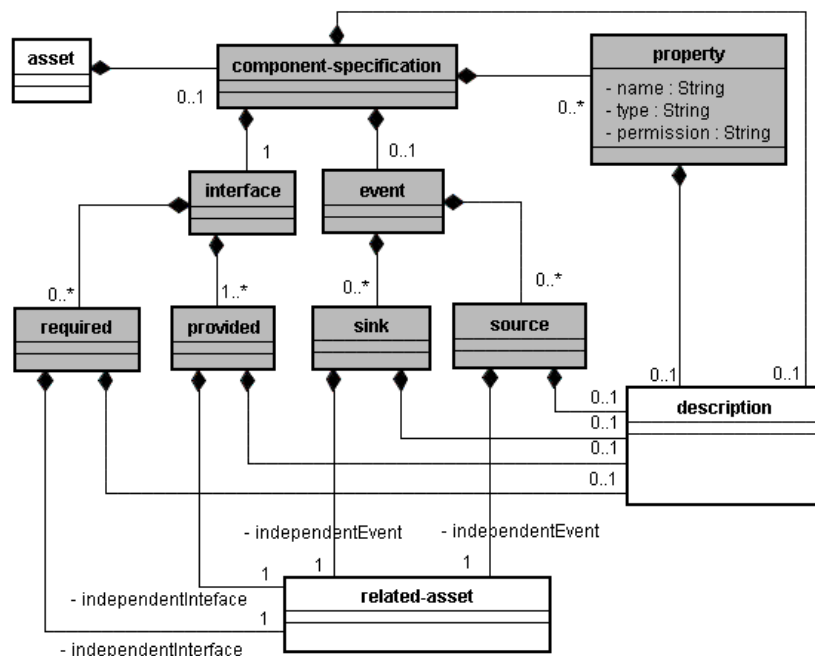 asset
component-specification
property
- name : String
- type : String
- permission : String
0..1
0..*
1
0..1
interface
event
0..*
1..*
0..*
0..*
required
provided
sink
source
0..1
0..1
0..1
description
0..1
0..1
0..1
- independentEvent
- independentEvent
1
1
1
related-asset
- independentInteface
1
- independentInterface